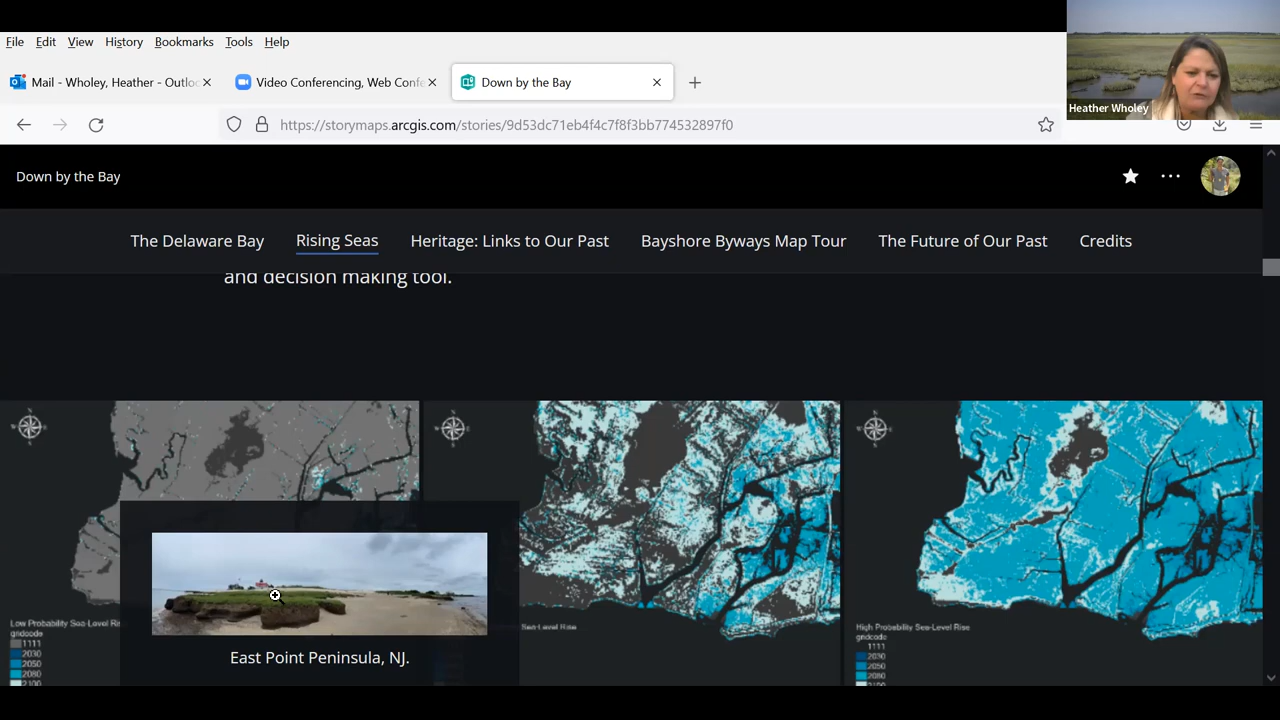 File Edit View History Bookmarks Tools Help
Mail - Wholey, Heather - Outloo
Video Conferencing, Web Confe
Down by the Bay
Heather Wholey
https://storymaps.arcgis.com/stories/9d53dc71eb4f4c7f8f3bb774532897f0
Down by the Bay
The Delaware Bay Rising Seas Heritage: Links to Our Past Bayshore Byways Map Tour The Future of Our Past Credits
and decision making tool.
N
N
N
Low Probability Sea-Level Ris
gridcode
1111
2030
2050
2080
2100
East Point Peninsula, NJ.
Sea-Level Rise
High Probability Sea-Level Rise
gridcode
1111
2030
2050
2080
2100